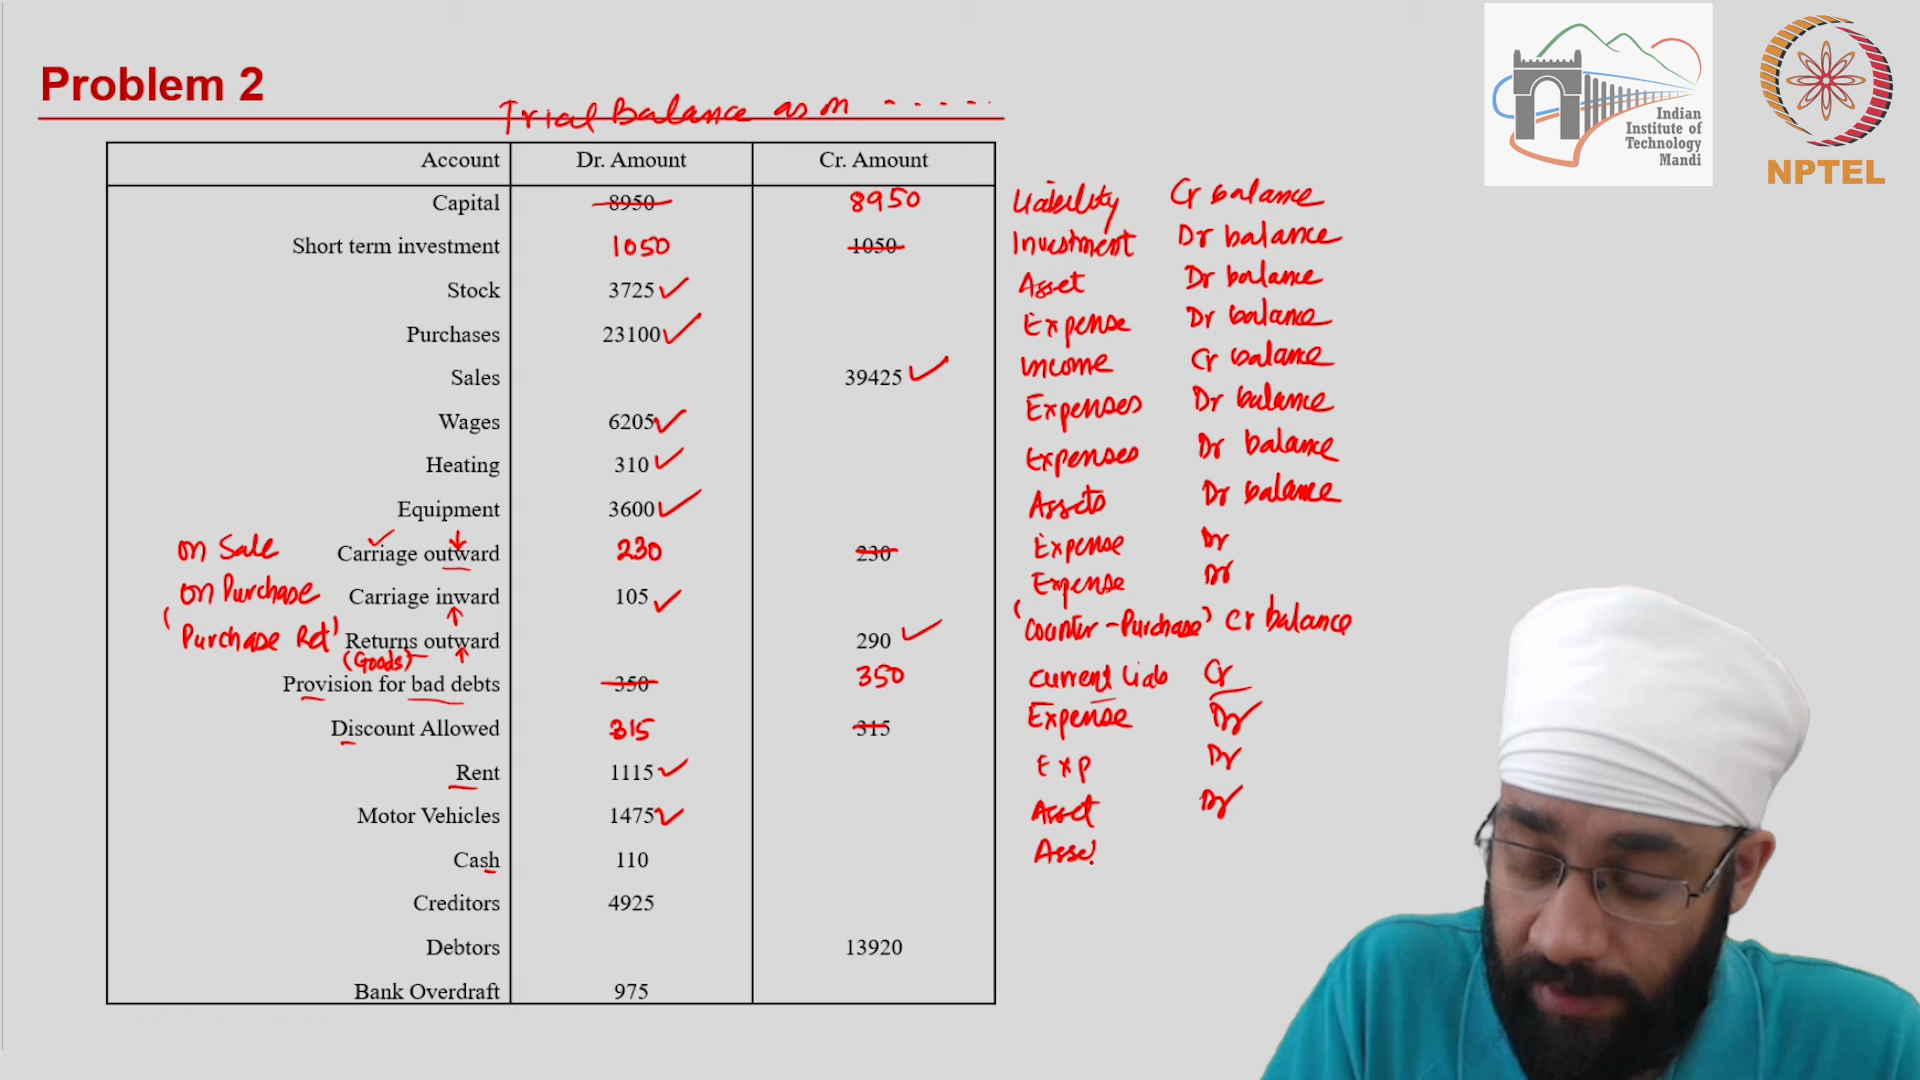 Problem 2
Trial Balance as on ......
Indian
Institute of
Technology
Mandi
NPTEL
Account Dr. Amount Cr. Amount
Capital 8950 8950 Liability Cr balance
Short term investment 1050 1050 Investment Dr balance
Stock 3725 Asset Dr balance
Purchases 23100 Expense Dr balance
Sales 39425 Income Cr balance
Wages 6205 Expenses Dr balance
Heating 310 Expenses Dr balance
Equipment 3600 Assets Dr balance
on Sale Carriage outward 230 230 Expense Dr
on Purchase Carriage inward 105 Expense Dr
(Purchase Ret) Returns outward 290 (Counter-Purchase) Cr balance
(Goods)
Provision for bad debts 350 350 Current Liab Cr
Discount Allowed 315 315 Expense Dr
Rent 1115 Exp Dr
Motor Vehicles 1475 Asset Dr
Cash 110 Asse
Creditors 4925
Debtors 13920
Bank Overdraft 975